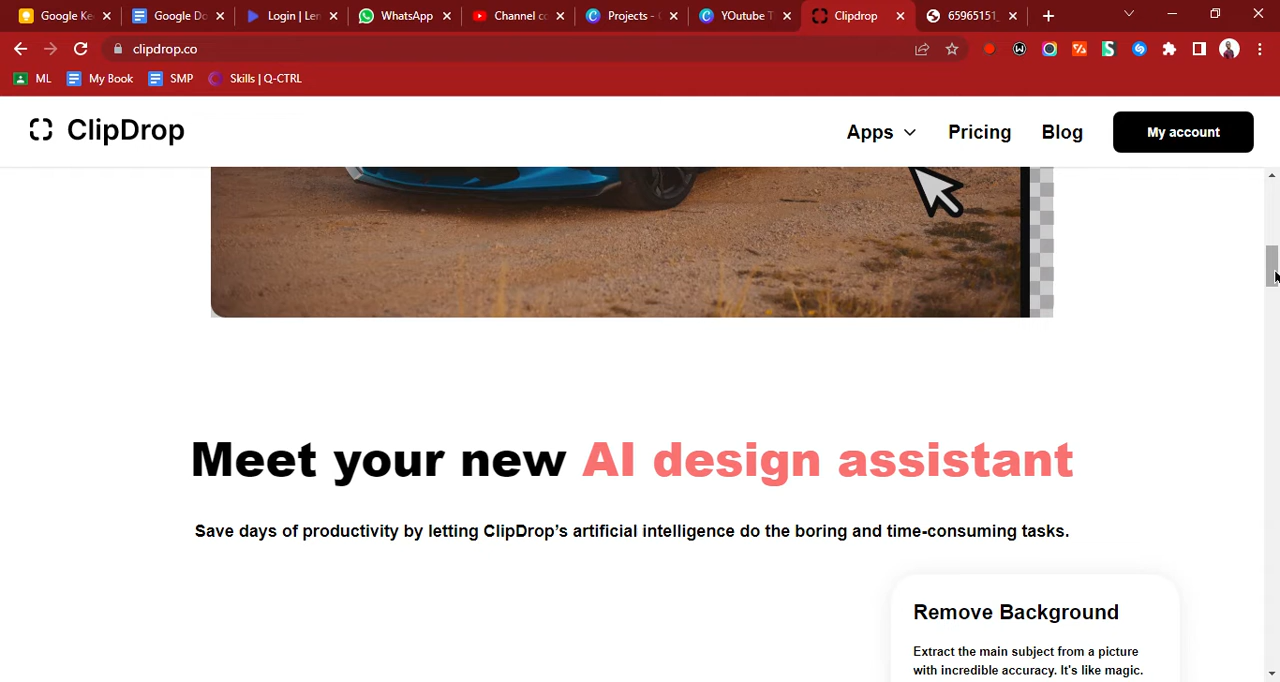 Google Ke
Google Do
Login | Le
WhatsApp
Channel co
Projects -
YOutube T
Clipdrop
65965151
clipdrop.co
ML
My Book
SMP
Skills | Q-CTRL
ClipDrop
Apps
Pricing
Blog
My account
Meet your new AI design assistant
Save days of productivity by letting ClipDrop's artificial intelligence do the boring and time-consuming tasks.
Remove Background
Extract the main subject from a picture
with incredible accuracy. It's like magic.